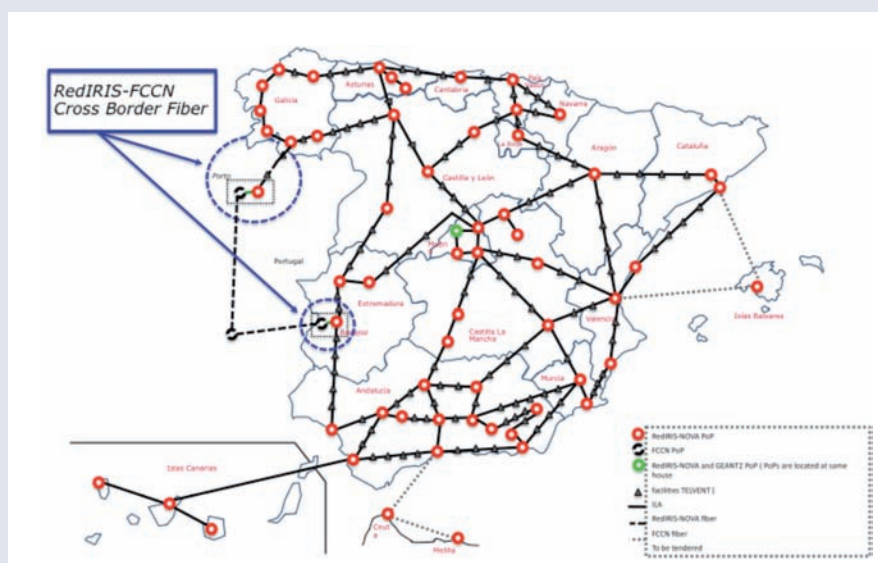 RedIRIS-FCCN
Cross Border Fiber
Asturias
Cantabria
País
Galicia
Navarra
La Rioja
Aragón
Cataluña
Castilla y León
Porto
Portugal
Extremadura
Valencia
Islas Baleares
Castilla La
Mancha
Andalucía
Murcia
Islas Canarias
Ceut
a
Melilla
RedIRIS-NOVA PoP
FCCN PoP
RedIRIS-NOVA and GEANT2 PoP ( PoPs are located at same
house
facilities TELVENT )
ILA
RedIRIS-NOVA fiber
FCCN fiber
To be tendered